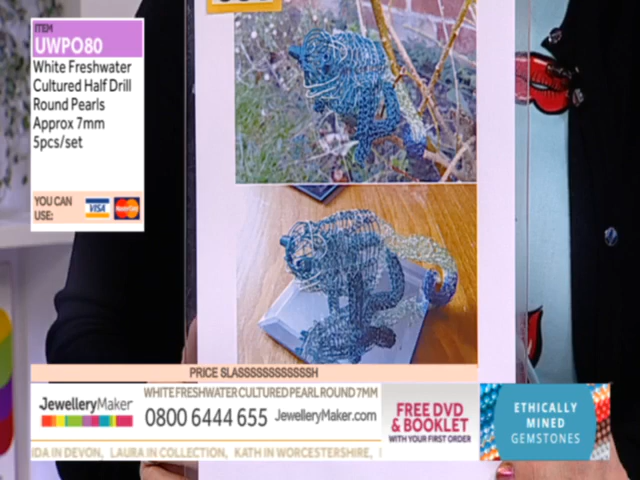 ITEM
UWPO80
White Freshwater
Cultured Half Drill
Round Pearls
Approx 7mm
5pcs/set
YOU CAN
USE:
VISA
MasterCard
PRICE SLASSSSSSSSSSSSH
JewelleryMaker
WHITE FRESHWATER CULTURED PEARL ROUND 7MM
0800 6444 655 JewelleryMaker.com
FREE DVD
& BOOKLET
WITH YOUR FIRST ORDER
ETHICALLY
MINED
GEMSTONES
IDA IN DEVON, LAURA IN COLLECTION, KATH IN WORCESTERSHIRE,